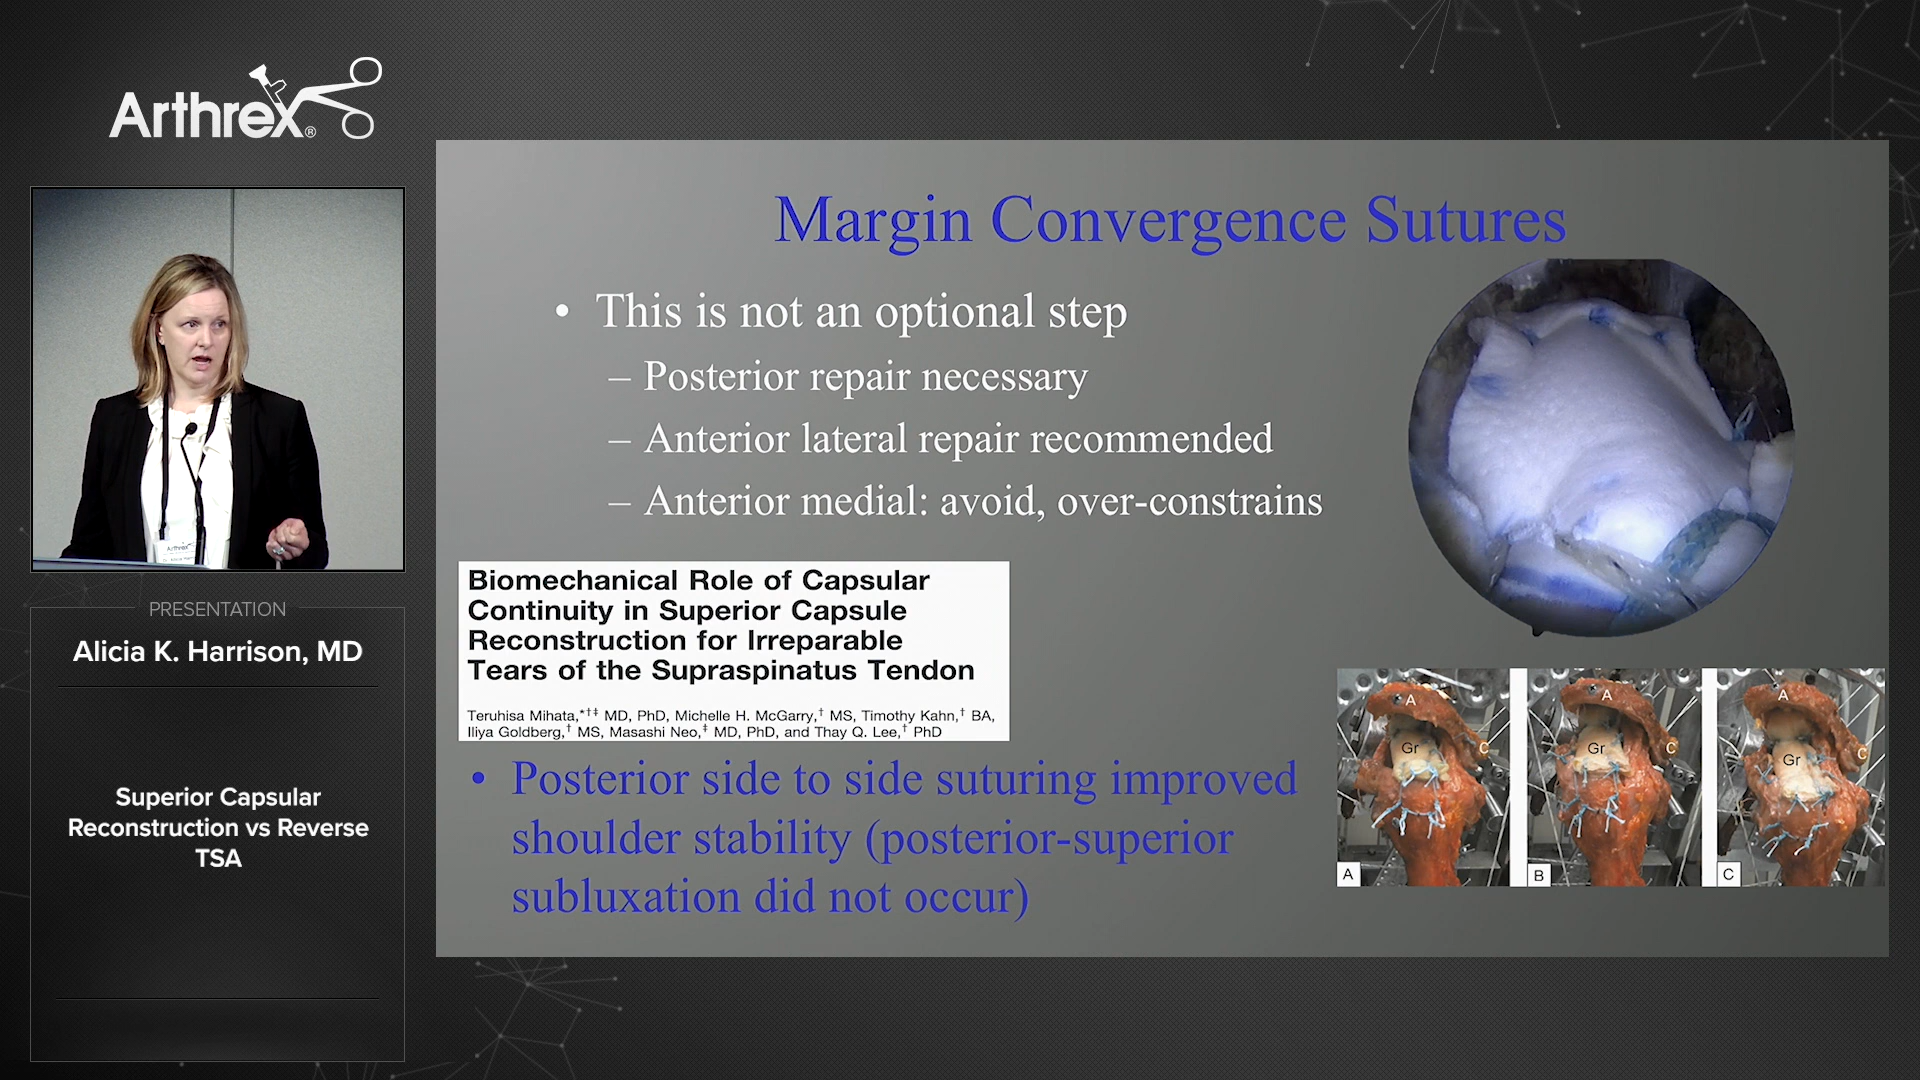 Arthrex®
Arthrex
PRESENTATION
Alicia K. Harrison, MD
Superior Capsular
Reconstruction vs Reverse
TSA
Margin Convergence Sutures
• This is not an optional step
– Posterior repair necessary
– Anterior lateral repair recommended
– Anterior medial: avoid, over-constrains
Biomechanical Role of Capsular
Continuity in Superior Capsule
Reconstruction for Irreparable
Tears of the Supraspinatus Tendon
Teruhisa Mihata,*†‡ MD, PhD, Michelle H. McGarry,† MS, Timothy Kahn,† BA,
Iliya Goldberg,† MS, Masashi Neo,‡ MD, PhD, and Thay Q. Lee,† PhD
• Posterior side to side suturing improved
shoulder stability (posterior-superior
subluxation did not occur)
A
Gr
C
A
A
Gr
C
B
A
Gr
C
C